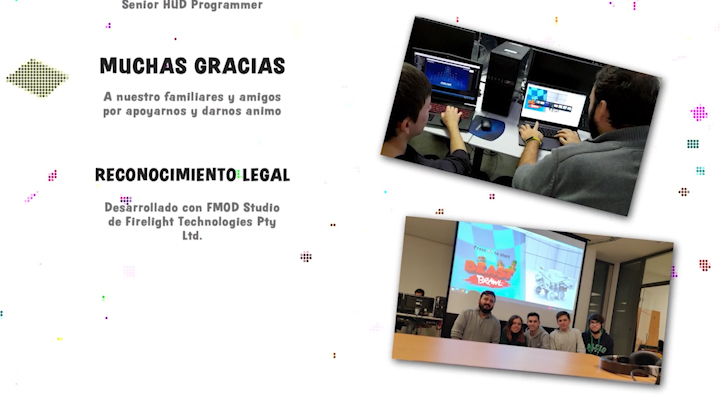 Senior HUD Programmer
MUCHAS GRACIAS
A nuestro familiares y amigos
por apoyarnos y darnos animo
RECONOCIMIENTO LEGAL
Desarrollado con FMOD Studio
de Firelight Technologies Pty
Ltd.
BRAWL